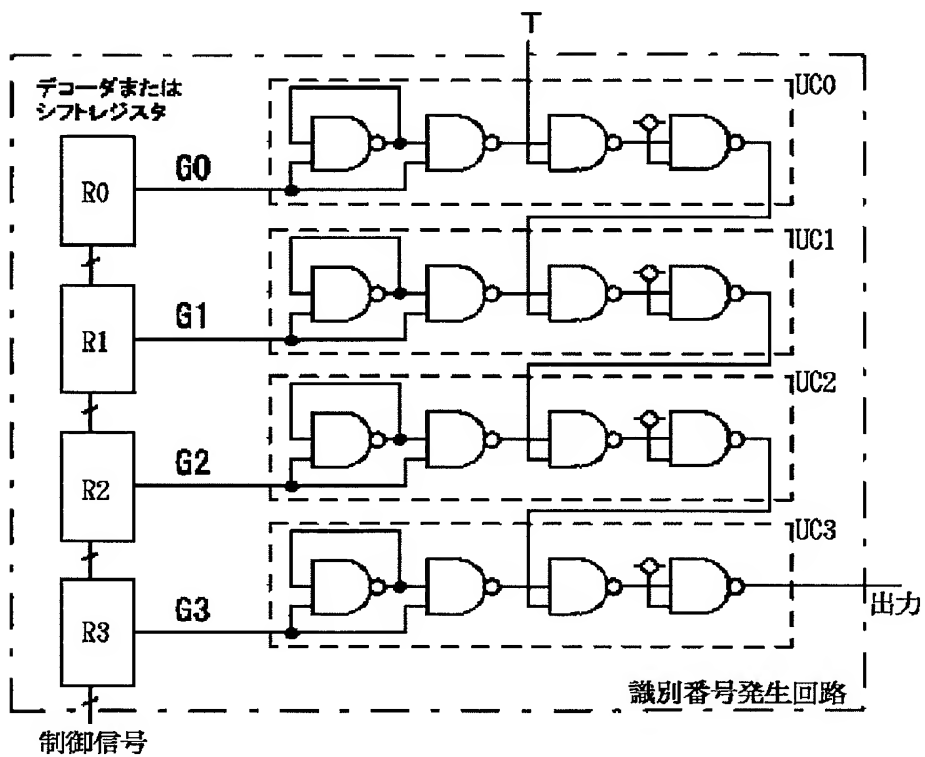 T
デコーダまたは
シフトレジスタ
UC0
R0
G0
UC1
R1
G1
UC2
R2
G2
UC3
R3
G3
出力
識別番号発生回路
制御信号